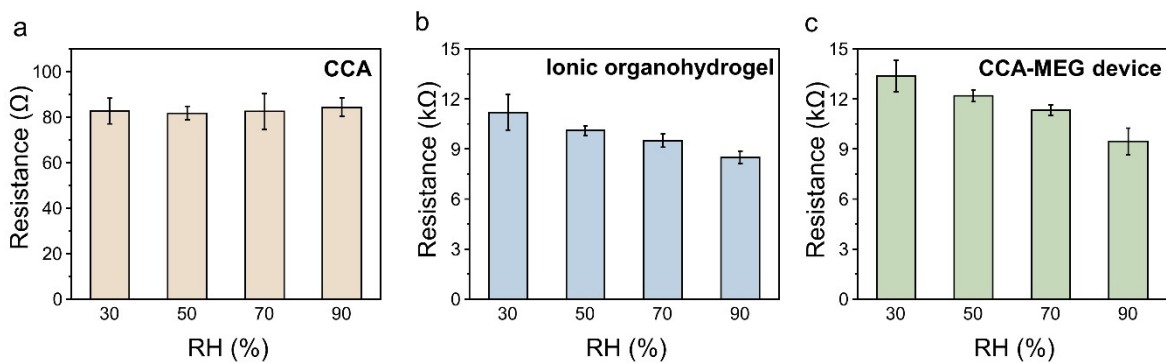 a
CCA
Resistance (Ω)
100
80
60
40
20
0
30 50 70 90
RH (%)
b
Ionic organohydrogel
Resistance (kΩ)
15
12
9
6
3
0
30 50 70 90
RH (%)
c
CCA-MEG device
Resistance (kΩ)
15
12
9
6
3
0
30 50 70 90
RH (%)